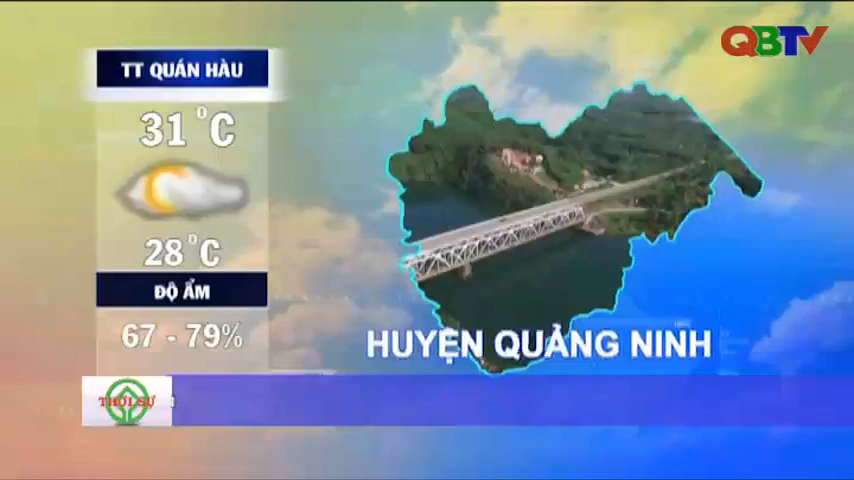 QBTV
TT QUÁN HÀU
31°C
28°C
ĐỘ ẨM
67 - 79%
HUYỆN QUẢNG NINH
THỜI SỰ